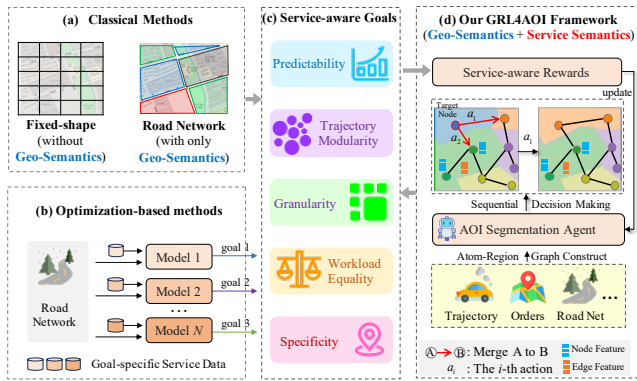 (a) Classical Methods
Fixed-shape
(without
Geo-Semantics)
Road Network
(with only
Geo-Semantics)
(b) Optimization-based methods
Road
Network
Model 1
Model 2
...
Model N
goal 1
goal 2
goal 3
Goal-specific Service Data
(c) Service-aware Goals
Predictability
Trajectory
Modularity
Granularity
Workload
Equality
Specificity
(d) Our GRL4AOI Framework
(Geo-Semantics + Service Semantics)
Service-aware Rewards
update
Target
Node
a1
a2
a1
Sequential Decision Making
AOI Segmentation Agent
Atom-Region Graph Construct
Trajectory
Orders
Road Net
...
A → B : Merge A to B
ai : The i-th action
Node
Feature
Edge
Feature